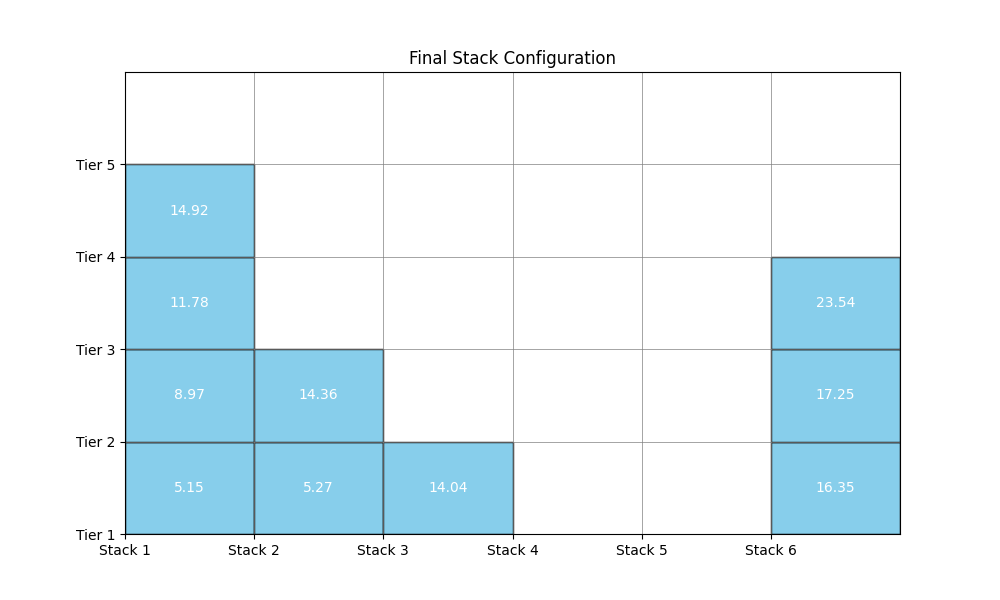 Final Stack Configuration
Tier 5
14.92
Tier 4
11.78
23.54
Tier 3
8.97
14.36
17.25
Tier 2
5.15
5.27
14.04
16.35
Tier 1
Stack 1
Stack 2
Stack 3
Stack 4
Stack 5
Stack 6